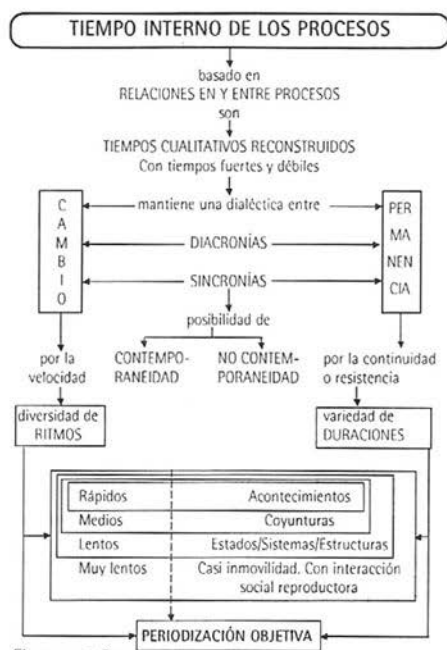 TIEMPO INTERNO DE LOS PROCESOS
basado en
RELACIONES EN Y ENTRE PROCESOS
son
TIEMPOS CUALITATIVOS RECONSTRUIDOS
Con tiempos fuertes y débiles
CAMBIO
mantiene una dialéctica entre
PER
MA
NEN
CIA
DIACRONÍAS
SINCRONÍAS
posibilidad de
por la
velocidad
CONTEMPO-
RANEIDAD
NO CONTEM-
PORANEIDAD
por la continuidad
o resistencia
diversidad de
RITMOS
variedad de
DURACIONES
Rápidos Acontecimientos
Medios Coyunturas
Lentos Estados/Sistemas/Estructuras
Muy lentos Casi inmovilidad. Con interacción
social reproductora
PERIODIZACIÓN OBJETIVA